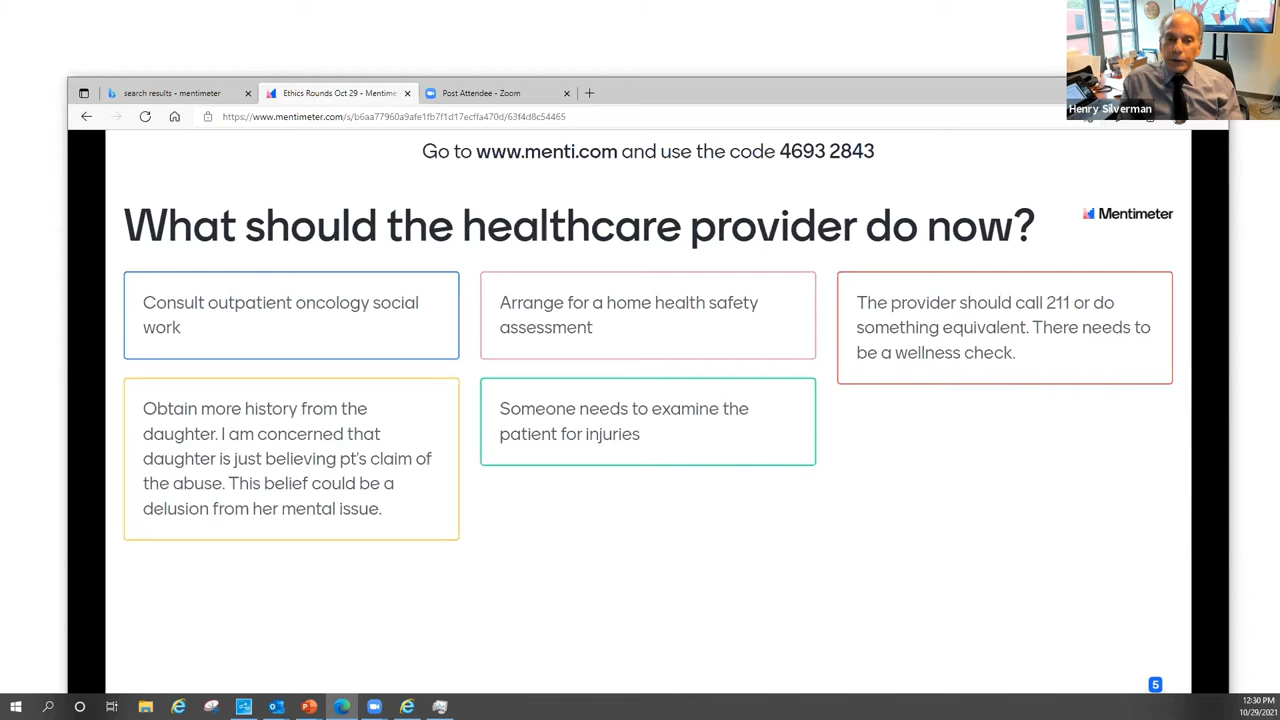 Henry Silverman
search results - mentimeter
Ethics Rounds Oct 29 - Mentime
Post Attendee - Zoom
https://www.mentimeter.com/s/b6aa77960a9afe1fb7f1d17ecffa470d/63f4d8c54465
Go to www.menti.com and use the code 4693 2843
What should the healthcare provider do now?
Mentimeter
Consult outpatient oncology social
work
Arrange for a home health safety
assessment
The provider should call 211 or do
something equivalent. There needs to
be a wellness check.
Obtain more history from the
daughter. I am concerned that
daughter is just believing pt's claim of
the abuse. This belief could be a
delusion from her mental issue.
Someone needs to examine the
patient for injuries
5
12:30 PM
10/29/2021